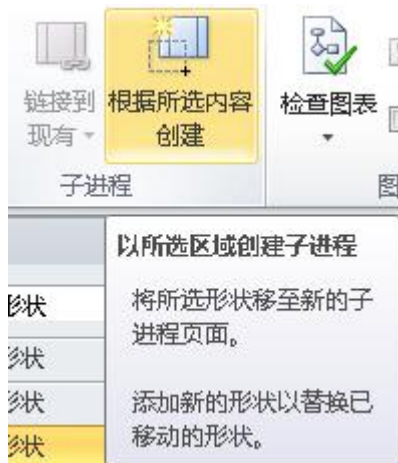 链接到
现有
根据所选内容
创建
检查图表
子进程
图
以所选区域创建子进程
将所选形状移至新的子
进程页面。
添加新的形状以替换已
移动的形状。
形状
形状
形状
形状